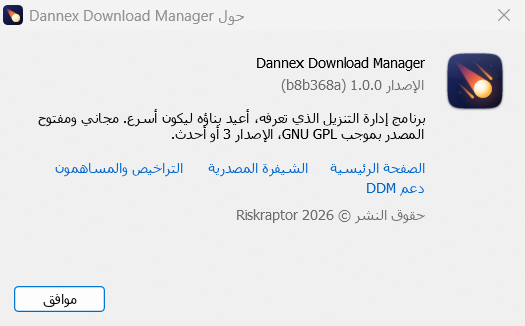 حول Dannex Download Manager
Dannex Download Manager
الإصدار 1.0.0 (b8b368a)
برنامج إدارة التنزيل الذي تعرفه، أعيد بناؤه ليكون أسرع. مجاني ومفتوح
المصدر بموجب GNU GPL، الإصدار 3 أو أحدث.
الصفحة الرئيسية الشيفرة المصدرية التراخيص والمساهمون
دعم DDM
حقوق النشر © 2026 Riskraptor
موافق